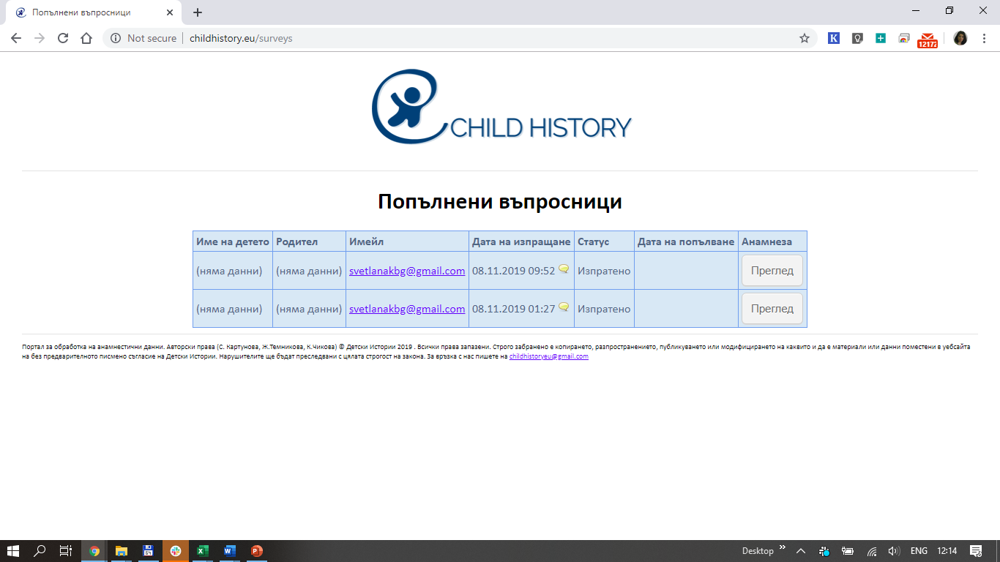 Попълнени въпросници
Not secure
childhistory.eu/surveys
K
12172
CHILD HISTORY
Попълнени въпросници
Име на детето Родител Имейл Дата на изпращане Статус Дата на попълване Анамнеза
(няма данни) (няма данни) svetlanakbg@gmail.com 08.11.2019 09:52 Изпратено Преглед
(няма данни) (няма данни) svetlanakbg@gmail.com 08.11.2019 01:27 Изпратено Преглед
Портал за обработка на анамнестични данни. Авторски права (С. Картунова, Ж.Темникова, К.Чикова) © Детски Истории 2019 . Всички права запазени. Строго забранено е копирането, разпространението, публикуването или модифицирането на каквито и да е материали или данни поместени в уебсайта
на без предварителното писмено съгласие на Детски Истории. Нарушителите ще бъдат преследвани с цялата строгост на закона. За връзка с нас пишете на childhistoryeu@gmail.com
64
Desktop ENG 12:14